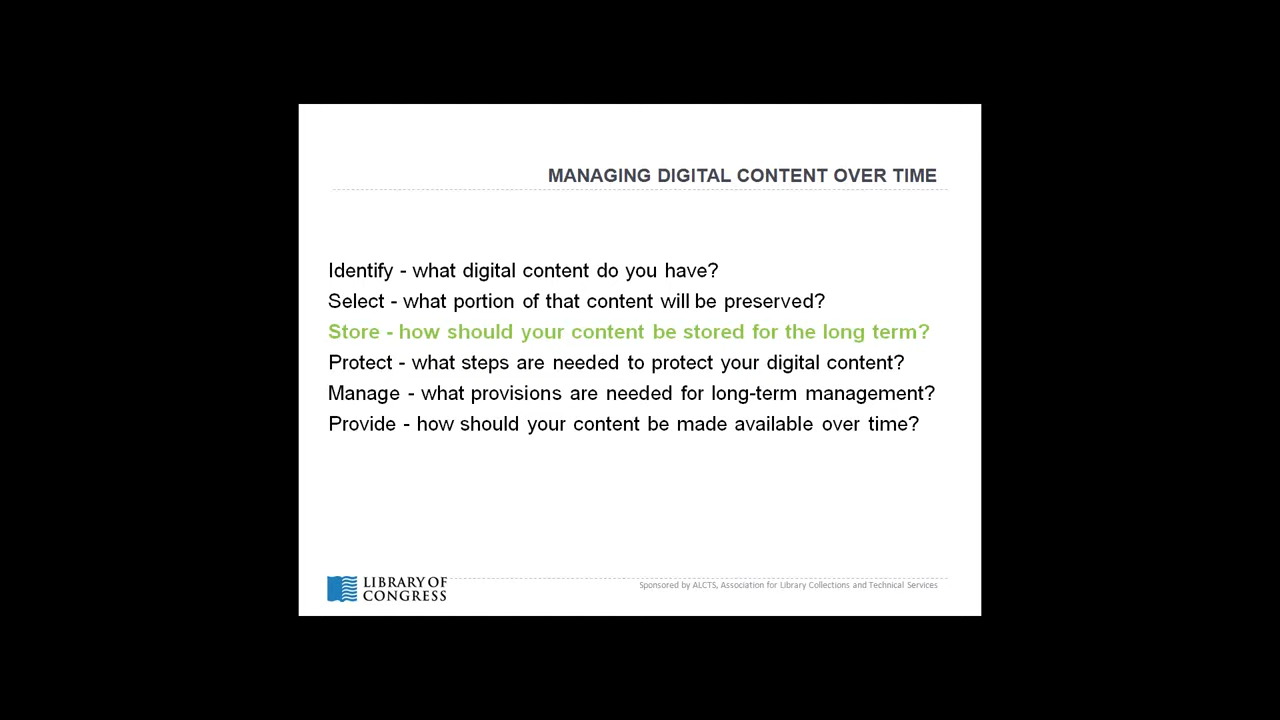 MANAGING DIGITAL CONTENT OVER TIME
Identify - what digital content do you have?
Select - what portion of that content will be preserved?
Store - how should your content be stored for the long term?
Protect - what steps are needed to protect your digital content?
Manage - what provisions are needed for long-term management?
Provide - how should your content be made available over time?
LIBRARY OF
CONGRESS
Sponsored by ALCTS, Association for Library Collections and Technical Services